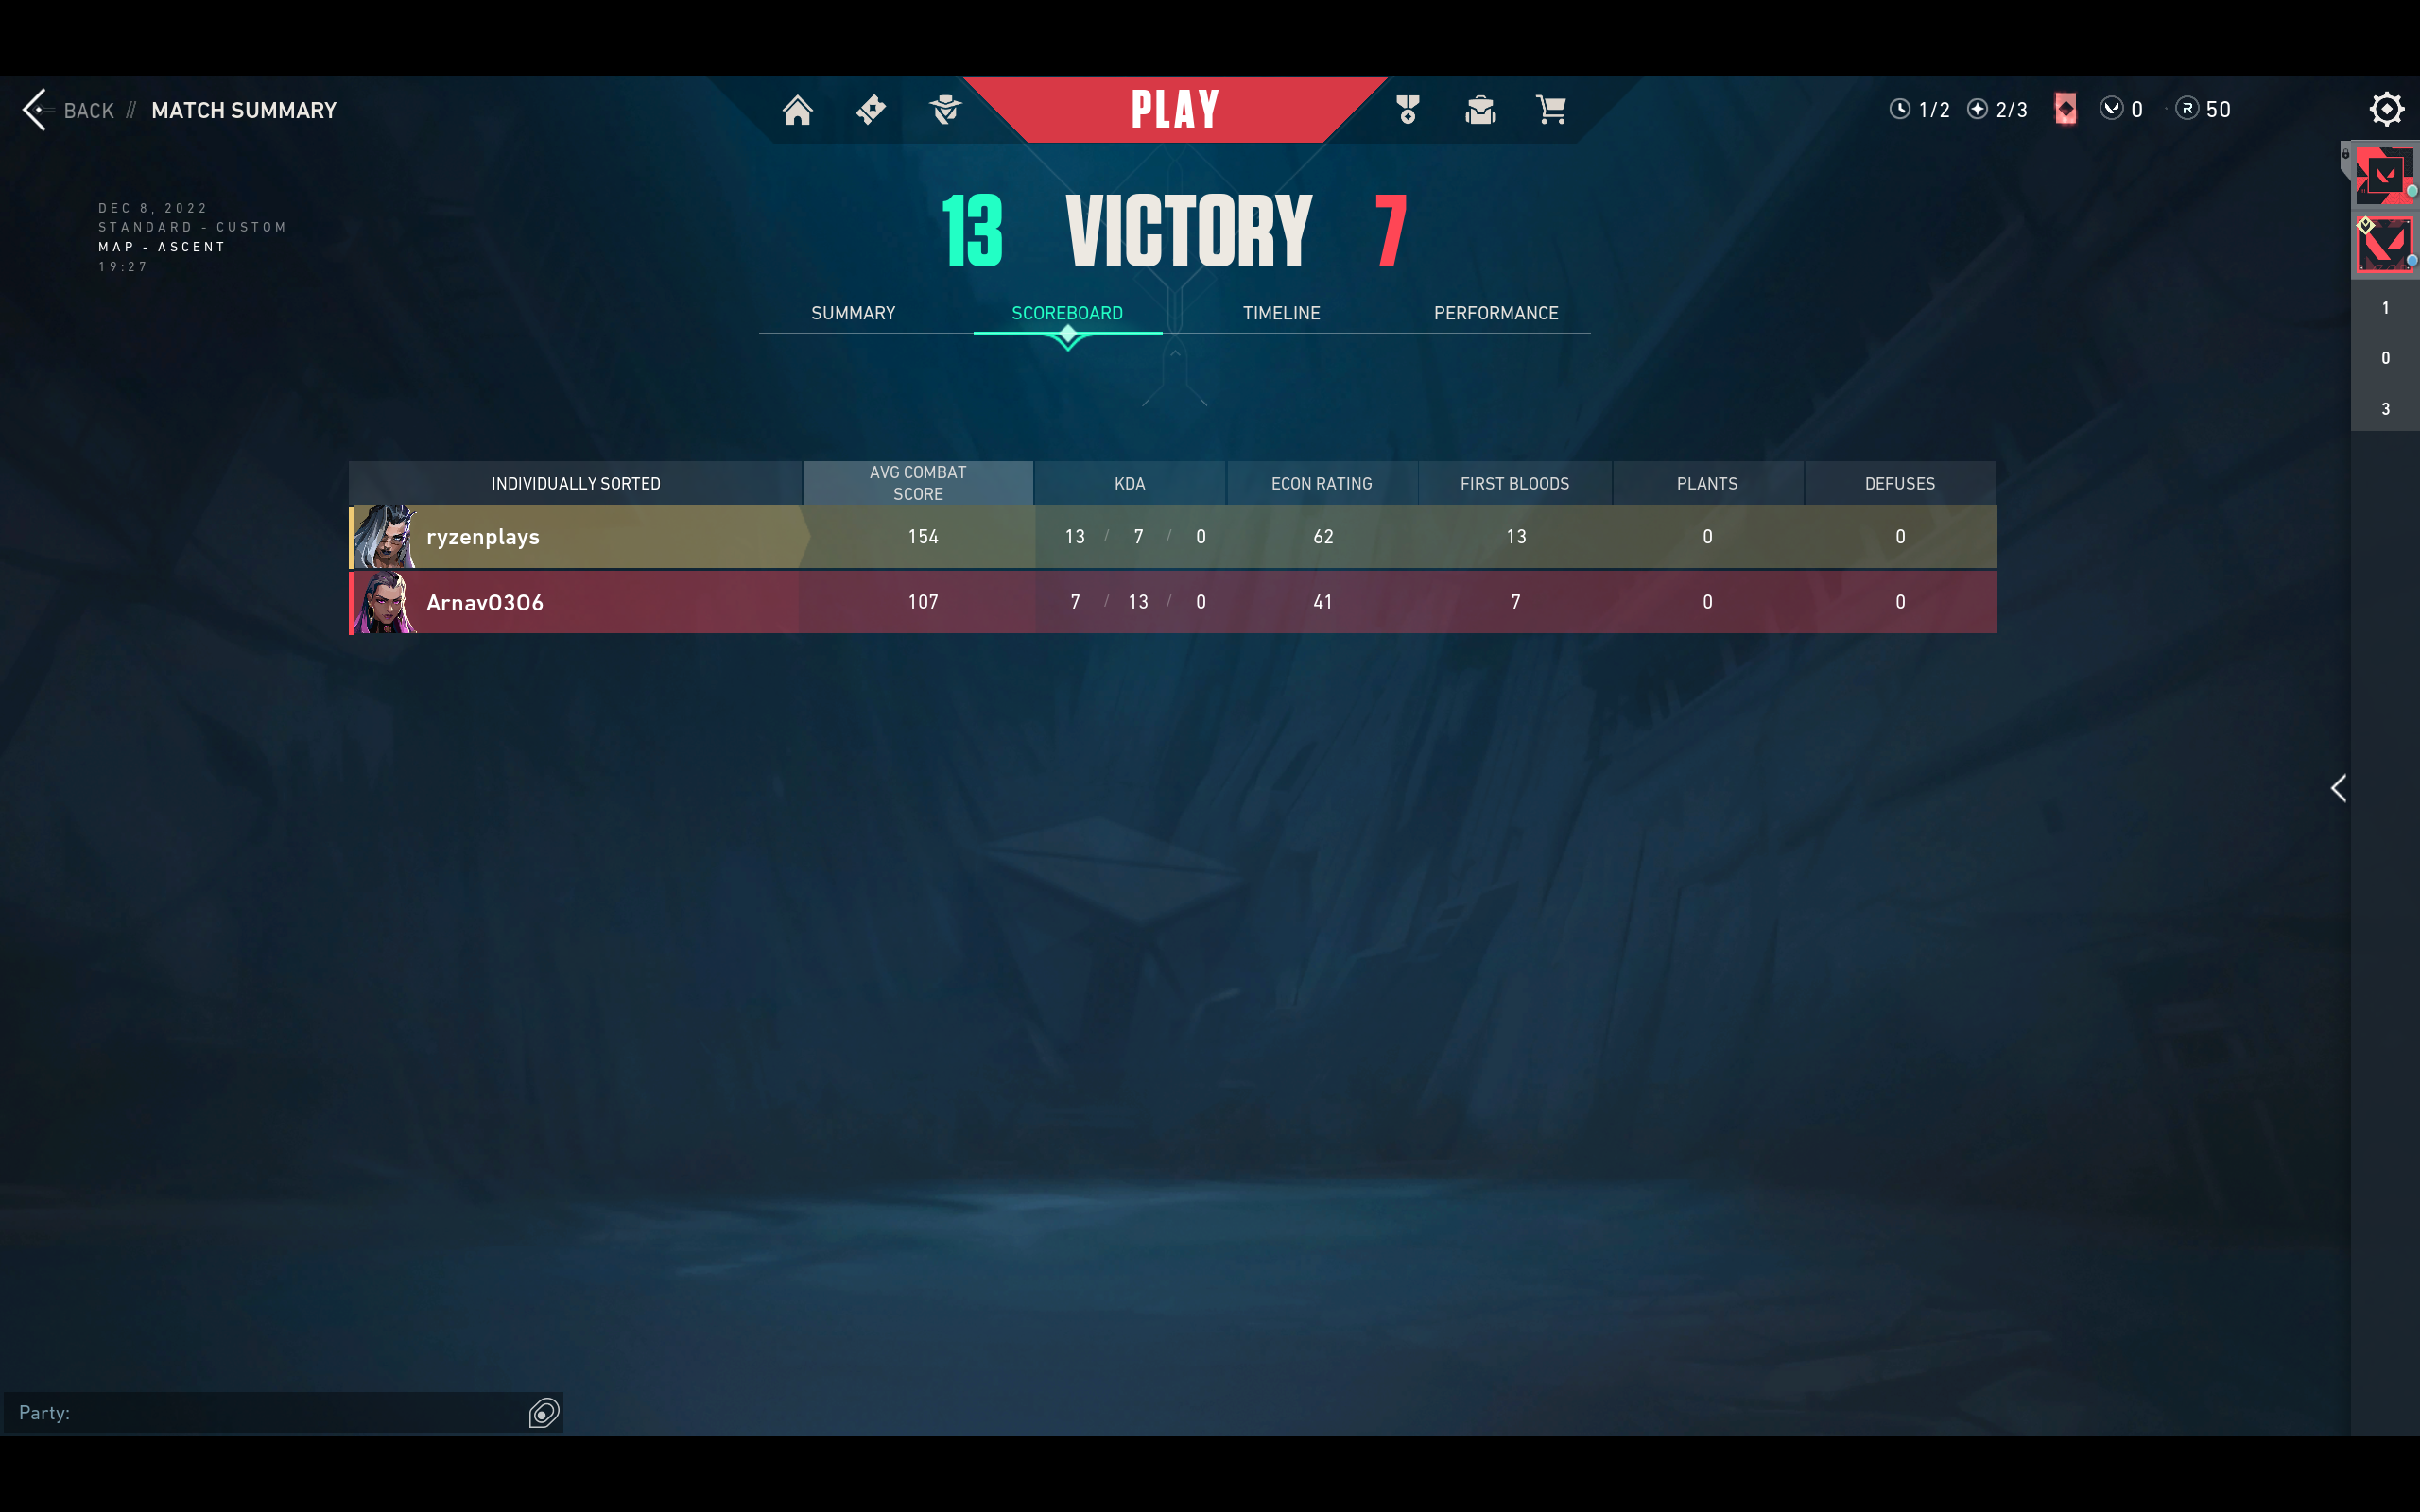 BACK // MATCH SUMMARY
PLAY
1/2 2/3 0 R 50
DEC 8, 2022
STANDARD - CUSTOM
MAP - ASCENT
19:27
13 VICTORY 7
SUMMARY SCOREBOARD TIMELINE PERFORMANCE
1
0
3
INDIVIDUALLY SORTED AVG COMBAT SCORE KDA ECON RATING FIRST BLOODS PLANTS DEFUSES
ryzenplays 154 13 / 7 / 0 62 13 0 0
Arnav0306 107 7 / 13 / 0 41 7 0 0
Party: